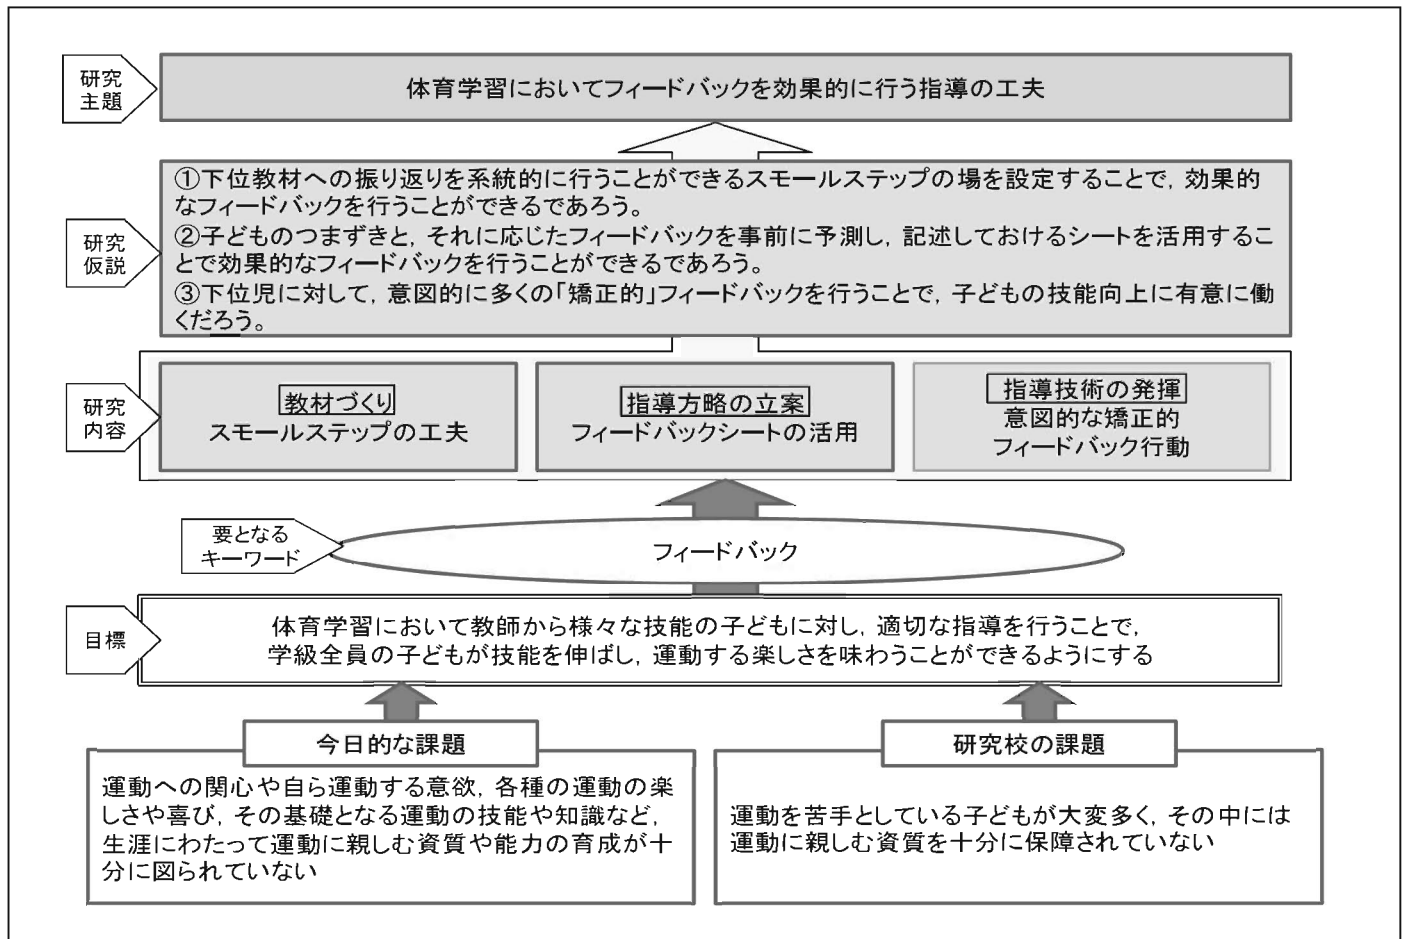 研究
主題
体育学習においてフィードバックを効果的に行う指導の工夫
研究
仮説
①下位教材への振り返りを系統的に行うことができるスモールステップの場を設定することで，効果的
なフィードバックを行うことができるであろう。
②子どものつまずきと，それに応じたフィードバックを事前に予測し，記述しておけるシートを活用するこ
とで効果的なフィードバックを行うことができるであろう。
③下位児に対して，意図的に多くの「矯正的」フィードバックを行うことで，子どもの技能向上に有意に働
くだろう。
研究
内容
教材づくり
スモールステップの工夫
指導方略の立案
フィードバックシートの活用
指導技術の発揮
意図的な矯正的
フィードバック行動
要となる
キーワード
フィードバック
目標
体育学習において教師から様々な技能の子どもに対し，適切な指導を行うことで，
学級全員の子どもが技能を伸ばし，運動する楽しさを味わうことができるようにする
今日的な課題
運動への関心や自ら運動する意欲，各種の運動の楽
しさや喜び，その基礎となる運動の技能や知識など，
生涯にわたって運動に親しむ資質や能力の育成が十
分に図られていない
研究校の課題
運動を苦手としている子どもが大変多く，その中には
運動に親しむ資質を十分に保障されていない